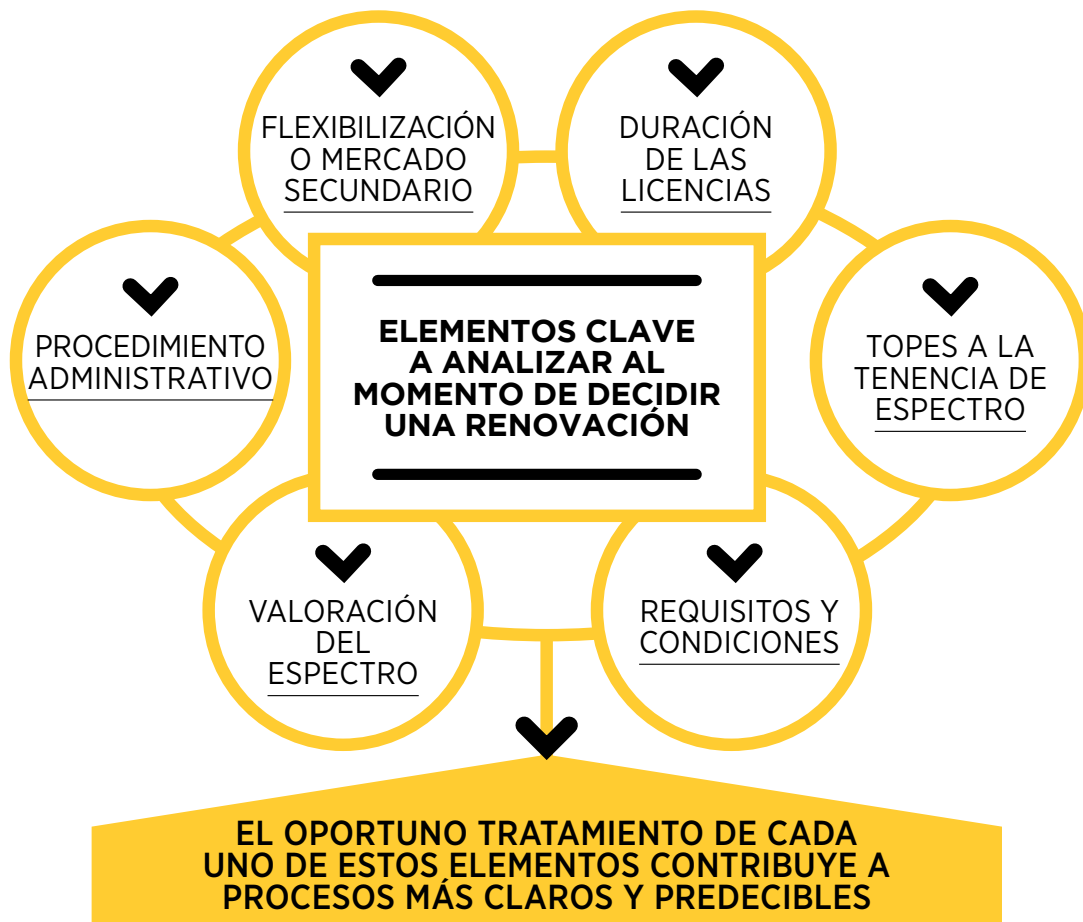 FLEXIBILIZACIÓN
O MERCADO
SECUNDARIO
DURACIÓN
DE LAS
LICENCIAS
PROCEDIMIENTO
ADMINISTRATIVO
ELEMENTOS CLAVE
A ANALIZAR AL
MOMENTO DE DECIDIR
UNA RENOVACIÓN
TOPES A LA
TENENCIA DE
ESPECTRO
VALORACIÓN
DEL
ESPECTRO
REQUISITOS Y
CONDICIONES
EL OPORTUNO TRATAMIENTO DE CADA
UNO DE ESTOS ELEMENTOS CONTRIBUYE A
PROCESOS MÁS CLAROS Y PREDECIBLES